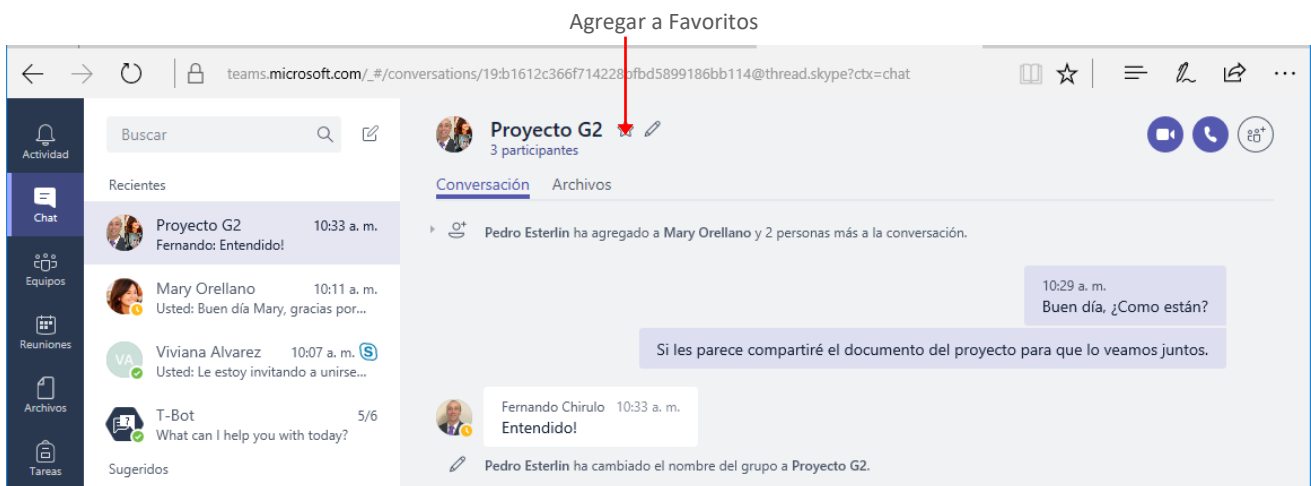 Agregar a Favoritos
teams.microsoft.com/_#/conversations/19:b1612c366f714228bfbd5899186bb114@thread.skype?ctx=chat
Actividad
Chat
Equipos
Reuniones
Archivos
Tareas
Buscar
Recientes
Proyecto G2 10:33 a. m.
Fernando: Entendido!
Mary Orellano 10:11 a. m.
Usted: Buen día Mary, gracias por...
VA
Viviana Alvarez 10:07 a. m. S
Usted: Le estoy invitando a unirse...
T-Bot 5/6
What can I help you with today?
Sugeridos
Proyecto G2
3 participantes
Conversación Archivos
Pedro Esterlin ha agregado a Mary Orellano y 2 personas más a la conversación.
10:29 a. m.
Buen día, ¿Como están?
Si les parece compartiré el documento del proyecto para que lo veamos juntos.
Fernando Chirulo 10:33 a. m.
Entendido!
Pedro Esterlin ha cambiado el nombre del grupo a Proyecto G2.